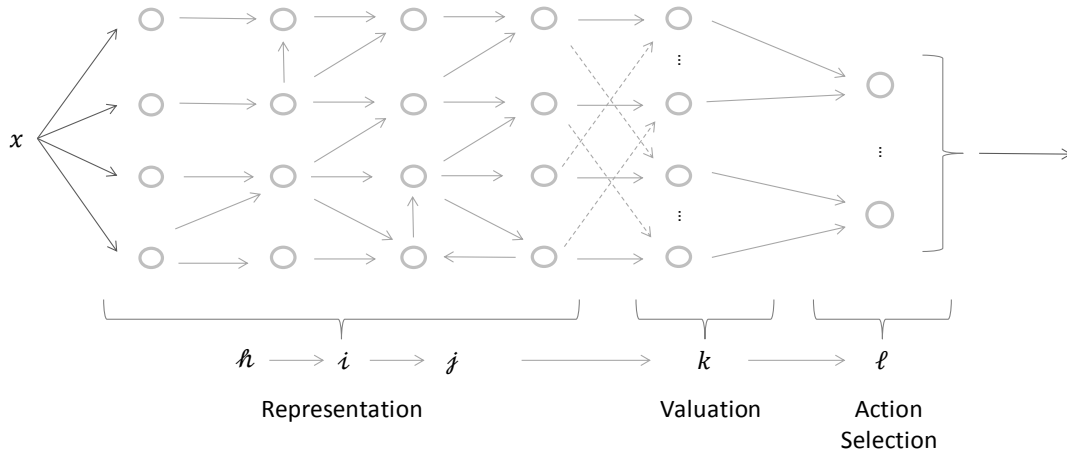 x
⋮
⋮
⋮
h i j k ℓ
Representation Valuation Action
Selection